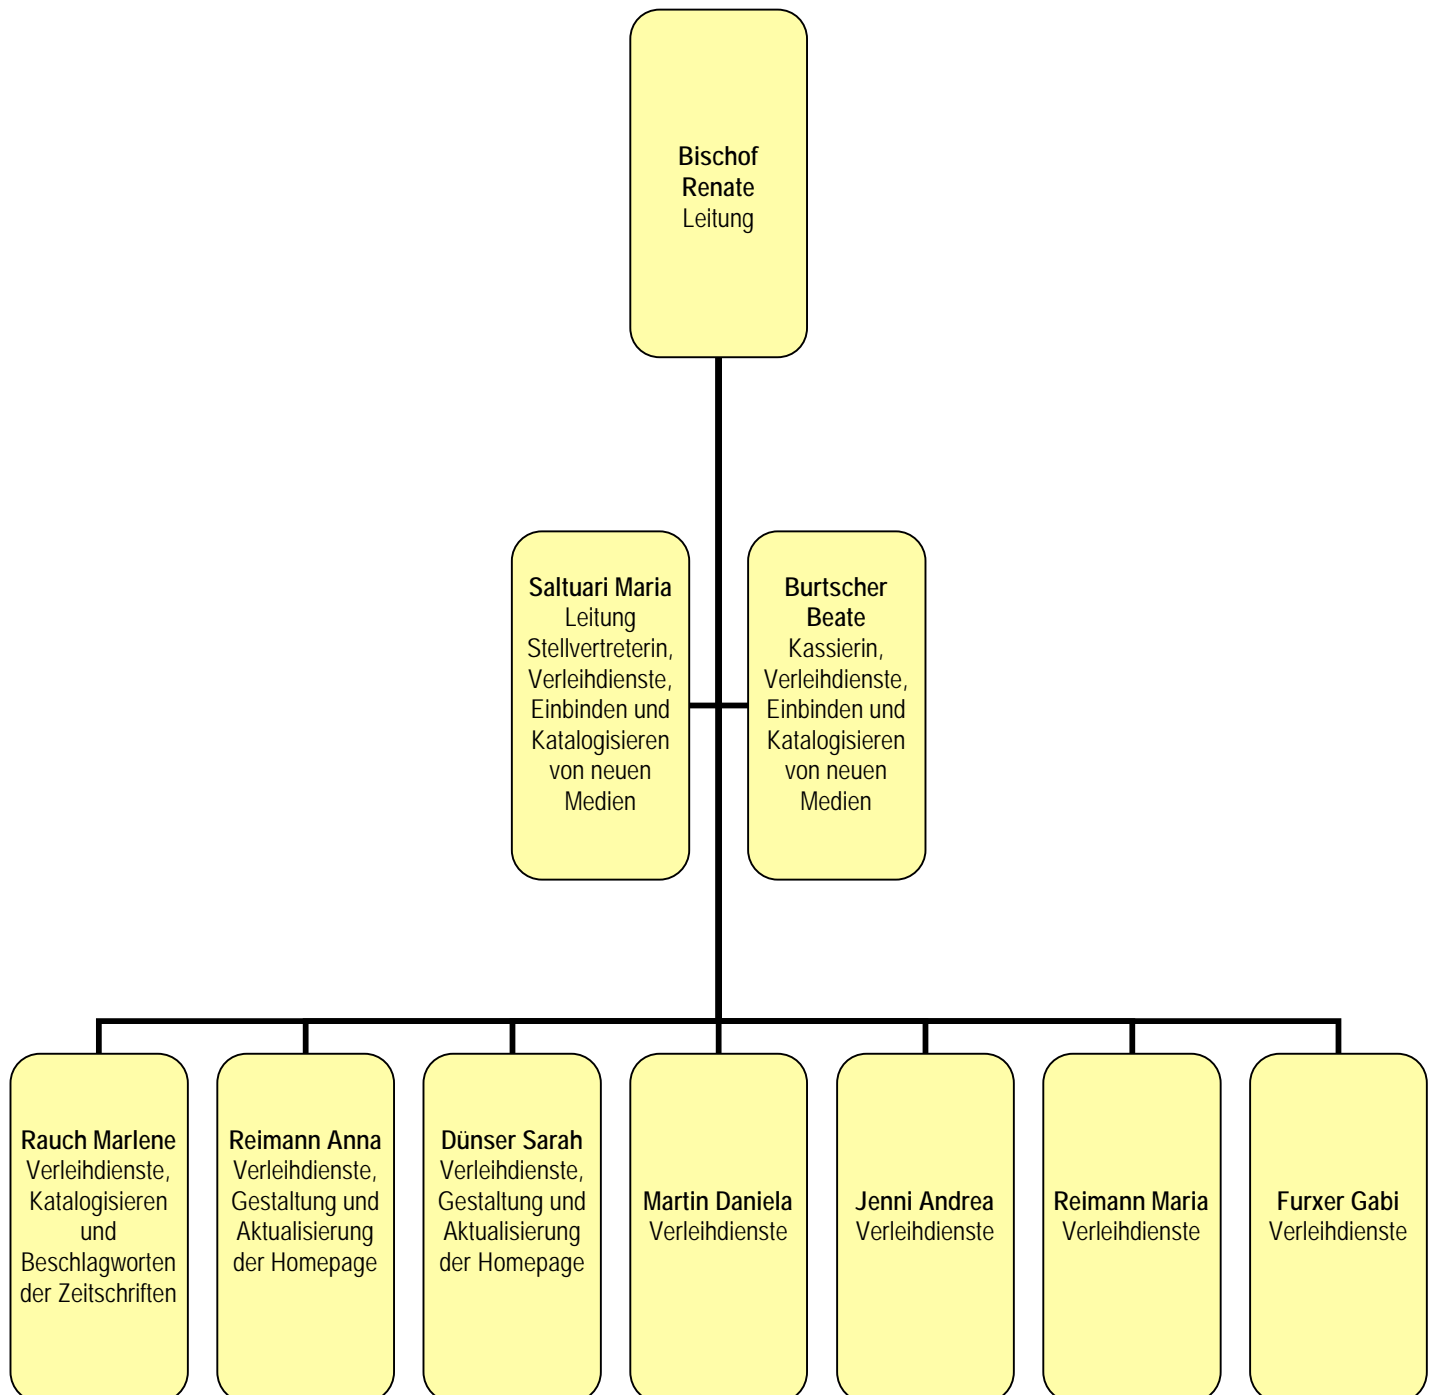 Bischof
Renate
Leitung
Saltuari Maria
Leitung
Stellvertreterin,
Verleihdienste,
Einbinden und
Katalogisieren
von neuen
Medien
Burtscher
Beate
Kassierin,
Verleihdienste,
Einbinden und
Katalogisieren
von neuen
Medien
Rauch Marlene
Verleihdienste,
Katalogisieren
und
Beschlagworten
der Zeitschriften
Reimann Anna
Verleihdienste,
Gestaltung und
Aktualisierung
der Homepage
Dünser Sarah
Verleihdienste,
Gestaltung und
Aktualisierung
der Homepage
Martin Daniela
Verleihdienste
Jenni Andrea
Verleihdienste
Reimann Maria
Verleihdienste
Furxer Gabi
Verleihdienste